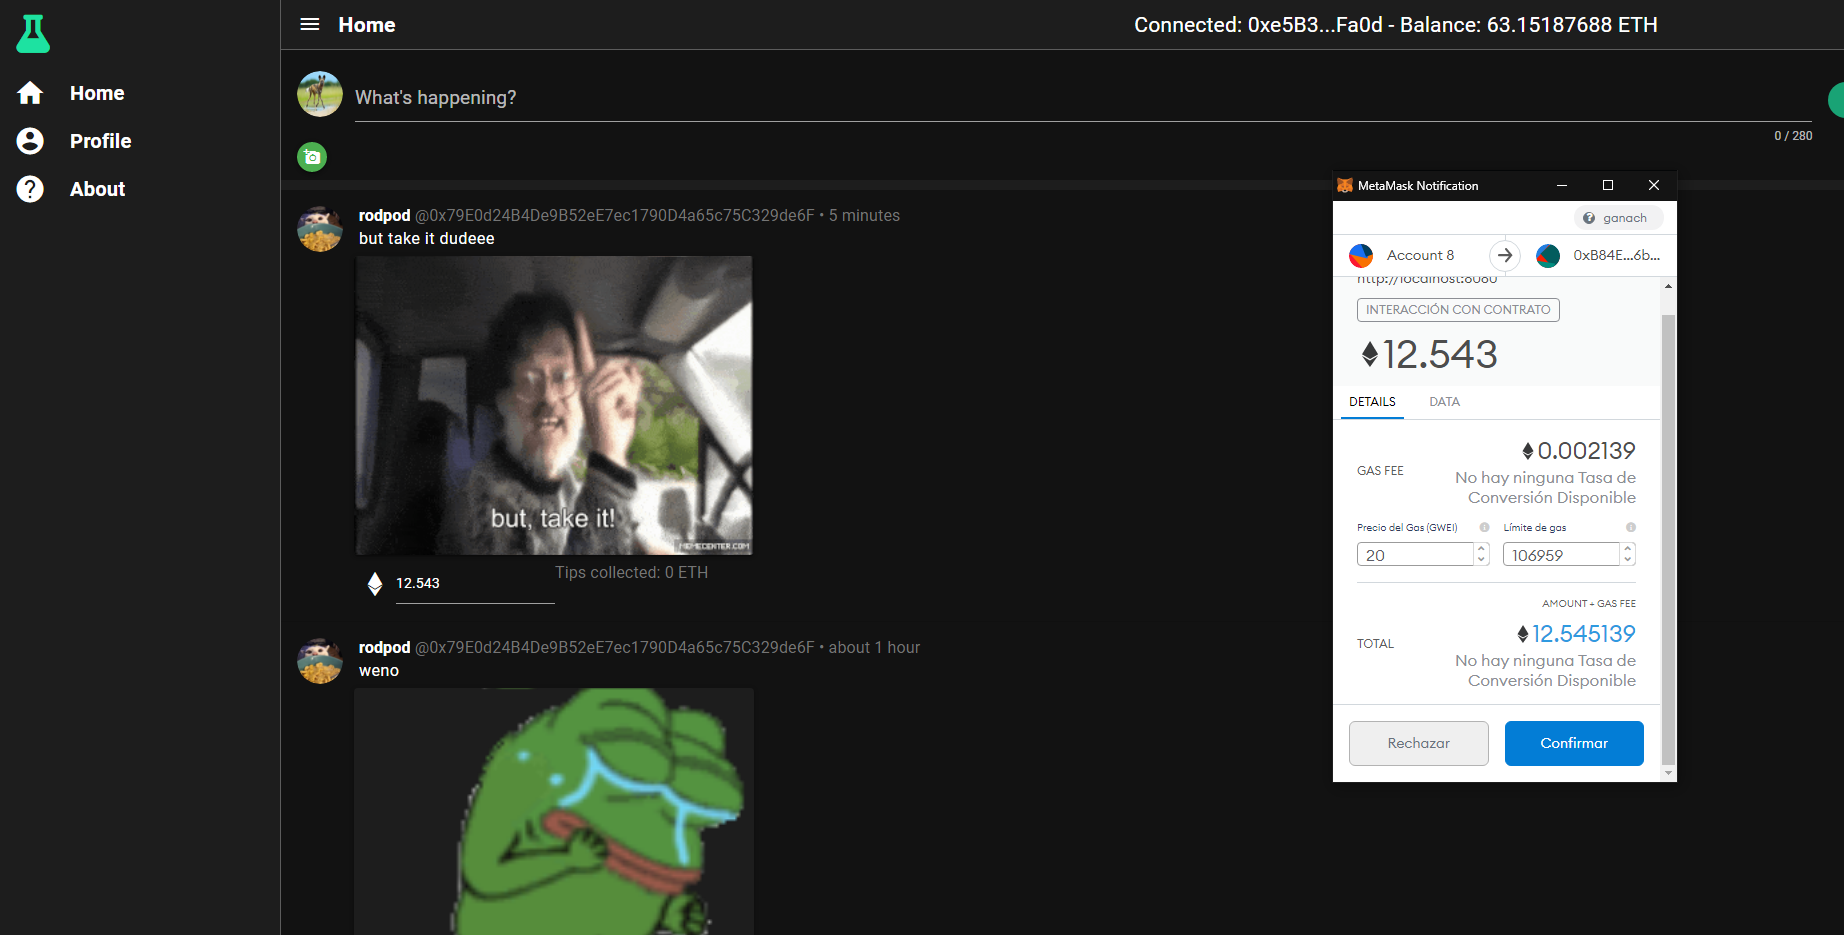 Home
Profile
About
Home
Connected: 0xe5B3...Fa0d - Balance: 63.15187688 ETH
What's happening?
0 / 280
rodpod @0x79E0d24B4De9B52eE7ec1790D4a65c75C329de6F • 5 minutes
but take it dudeee
but, take it!
MEMECENTER.COM
12.543
Tips collected: 0 ETH
rodpod @0x79E0d24B4De9B52eE7ec1790D4a65c75C329de6F • about 1 hour
weno
MetaMask Notification
ganach
Account 8
0xB84E...6b...
http://localhost:8080
INTERACCIÓN CON CONTRATO
12.543
DETAILS
DATA
GAS FEE
0.002139
No hay ninguna Tasa de
Conversión Disponible
Precio del Gas (GWEI)
Límite de gas
20
106959
AMOUNT + GAS FEE
TOTAL
12.545139
No hay ninguna Tasa de
Conversión Disponible
Rechazar
Confirmar